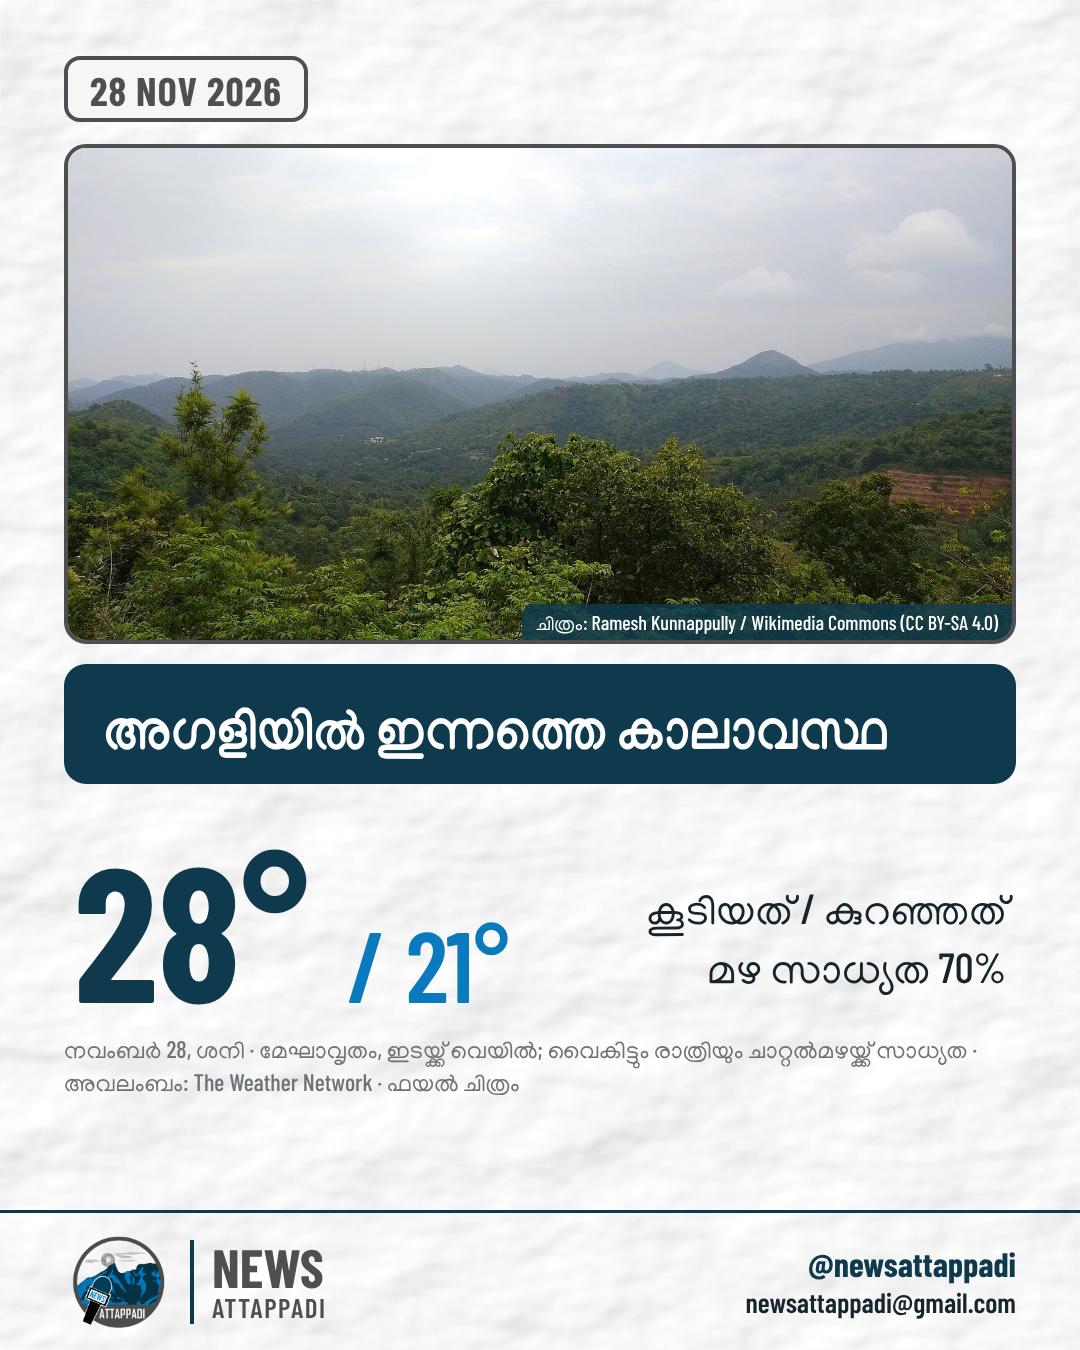 28 NOV 2026
ചിത്രം: Ramesh Kunnappully / Wikimedia Commons (CC BY-SA 4.0)
അഗളിയിൽ ഇന്നത്തെ കാലാവസ്ഥ
28° / 21°
കൂടിയത് / കുറഞ്ഞത്
മഴ സാധ്യത 70%
നവംബർ 28, ശനി · മേഘാവൃതം, ഇടയ്ക്ക് വെയിൽ; വൈകിട്ടും രാത്രിയും ചാറ്റൽമഴയ്ക്ക് സാധ്യത ·
അവലംബം: The Weather Network · ഫയൽ ചിത്രം
NEWS
ATTAPPADI
NEWS
ATTAPPADI
@newsattappadi
newsattappadi@gmail.com